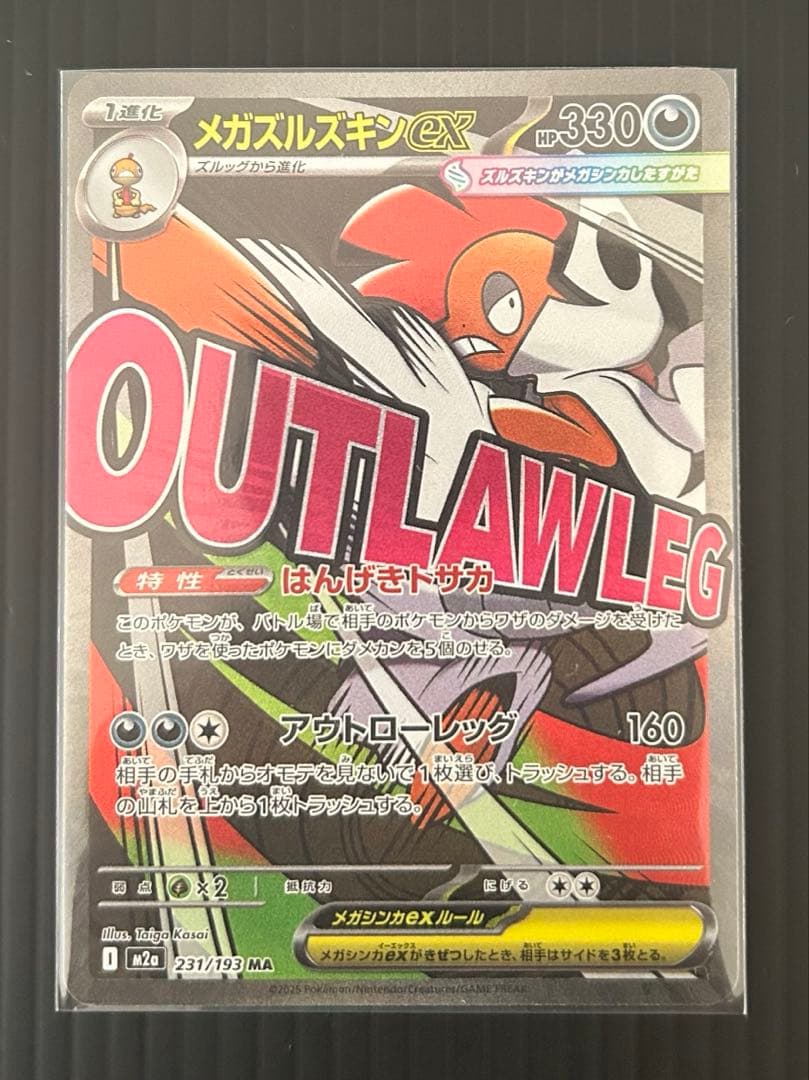 1進化
メガズルズキンex
HP330
ズルッグから進化
ズルズキンがメガシンカしたすがた
OUTLAWLEG
特性 とくせい はんげきドサカ
このポケモンが、バトル場で相手のポケモンからワザのダメージを受けた
とき、ワザを使ったポケモンにダメカンを5個のせる。
アウトローレッグ 160
相手の手札からオモテを見ないで1枚選び、トラッシュする。相手
の山札を上から1枚トラッシュする。
弱点 ×2 抵抗力 にげる
Illus. Taiga Kasai
メガシンカexルール
メガシンカexがきぜつしたとき、相手はサイドを3枚とる。
I M2a 231/193 MA
©2025 Pokémon/Nintendo/Creatures/GAME FREAK.